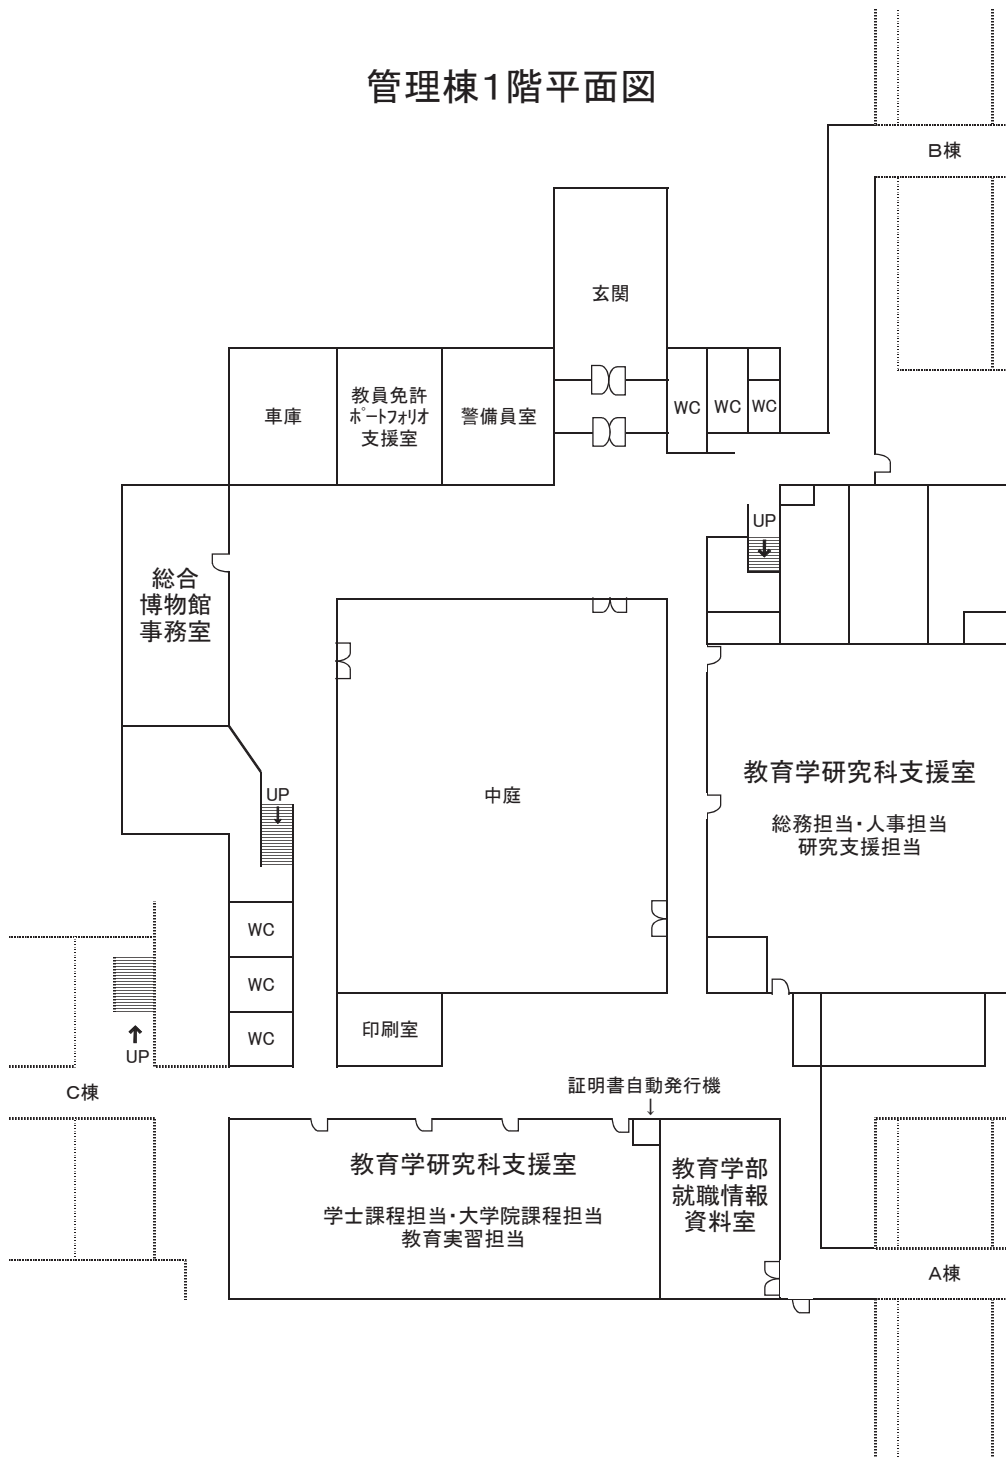 管理棟1階平面図
B棟
玄関
車庫
教員免許
ﾎﾟｰﾄﾌｫﾘｵ
支援室
警備員室
WC
WC
WC
UP
総合
博物館
事務室
教育学研究科支援室
総務担当・人事担当
研究支援担当
UP
中庭
WC
WC
WC
UP
印刷室
C棟
証明書自動発行機
↓
教育学研究科支援室
学士課程担当・大学院課程担当
教育実習担当
教育学部
就職情報
資料室
A棟